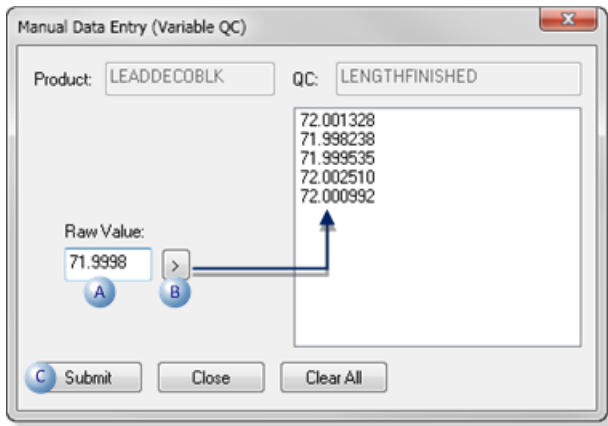 Manual Data Entry (Variable QC)
Product: LEADDECOBLK QC: LENGTHFINISHED
72.001328
71.998238
71.999535
72.002510
72.000992
Raw Value:
71.9998 >
A B
C Submit Close Clear All